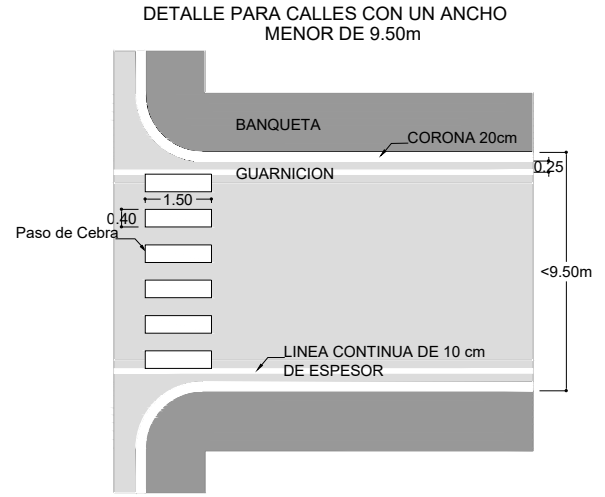 DETALLE PARA CALLES CON UN ANCHO
MENOR DE 9.50m
BANQUETA
CORONA 20cm
GUARNICION
0.25
1.50
0.40
Paso de Cebra
<9.50m
LINEA CONTINUA DE 10 cm
DE ESPESOR